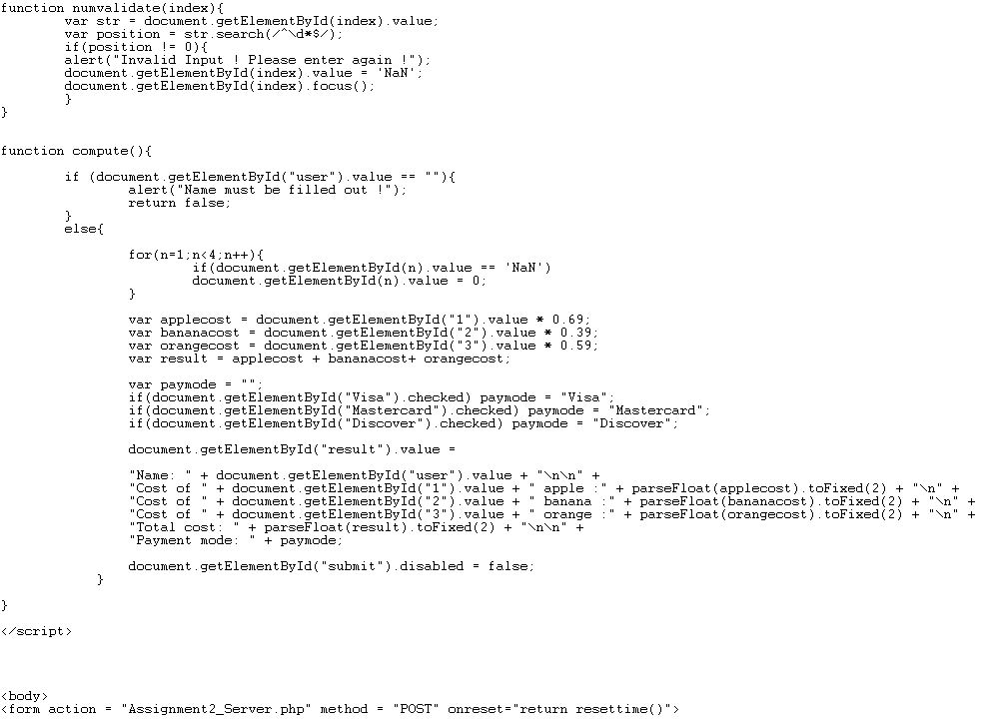 function numvalidate(index){
var str = document.getElementById(index).value;
var position = str.search(/^\d*$/);
if(position != 0){
alert("Invalid Input ! Please enter again !");
document.getElementById(index).value = 'NaN';
document.getElementById(index).focus();
}
}
function compute(){
if (document.getElementById("user").value == ""){
alert("Name must be filled out !");
return false;
}
else{
for(n=1;n<4;n++){
if(document.getElementById(n).value == 'NaN')
document.getElementById(n).value = 0;
}
var applecost = document.getElementById("1").value * 0.69;
var bananacost = document.getElementById("2").value * 0.39;
var orangecost = document.getElementById("3").value * 0.59;
var result = applecost + bananacost+ orangecost;
var paymode = "";
if(document.getElementById("Visa").checked) paymode = "Visa";
if(document.getElementById("Mastercard").checked) paymode = "Mastercard";
if(document.getElementById("Discover").checked) paymode = "Discover";
document.getElementById("result").value =
"Name: " + document.getElementById("user").value + "\n\n" +
"Cost of " + document.getElementById("1").value + " apple :" + parseFloat(applecost).toFixed(2) + "\n" +
"Cost of " + document.getElementById("2").value + " banana :" + parseFloat(bananacost).toFixed(2) + "\n" +
"Cost of " + document.getElementById("3").value + " orange :" + parseFloat(orangecost).toFixed(2) + "\n" +
"Total cost: " + parseFloat(result).toFixed(2) + "\n\n" +
"Payment mode: " + paymode;
document.getElementById("submit").disabled = false;
}
}
</script>
<body>
<form action = "Assignment2_Server.php" method = "POST" onreset="return resettime()">